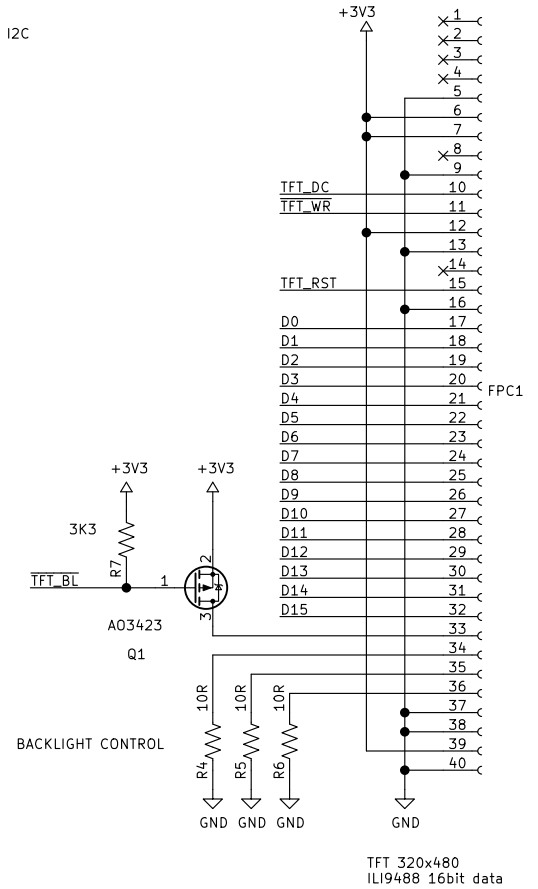 +3V3
I2C
1
2
3
4
5
6
7
8
9
TFT_DC 10
TFT_WR 11
12
13
14
TFT_RST 15
16
D0 17
D1 18
D2 19
D3 20
FPC1
D4 21
D5 22
D6 23
D7 24
D8 25
D9 26
D10 27
D11 28
D12 29
D13 30
D14 31
D15 32
33
34
35
36
37
38
39
40
+3V3 +3V3
3K3
R7
2
TFT_BL 1
3
AO3423
Q1
10R 10R 10R
BACKLIGHT CONTROL
R4 R5 R6
GND GND GND GND
TFT 320x480
ILI9488 16bit data